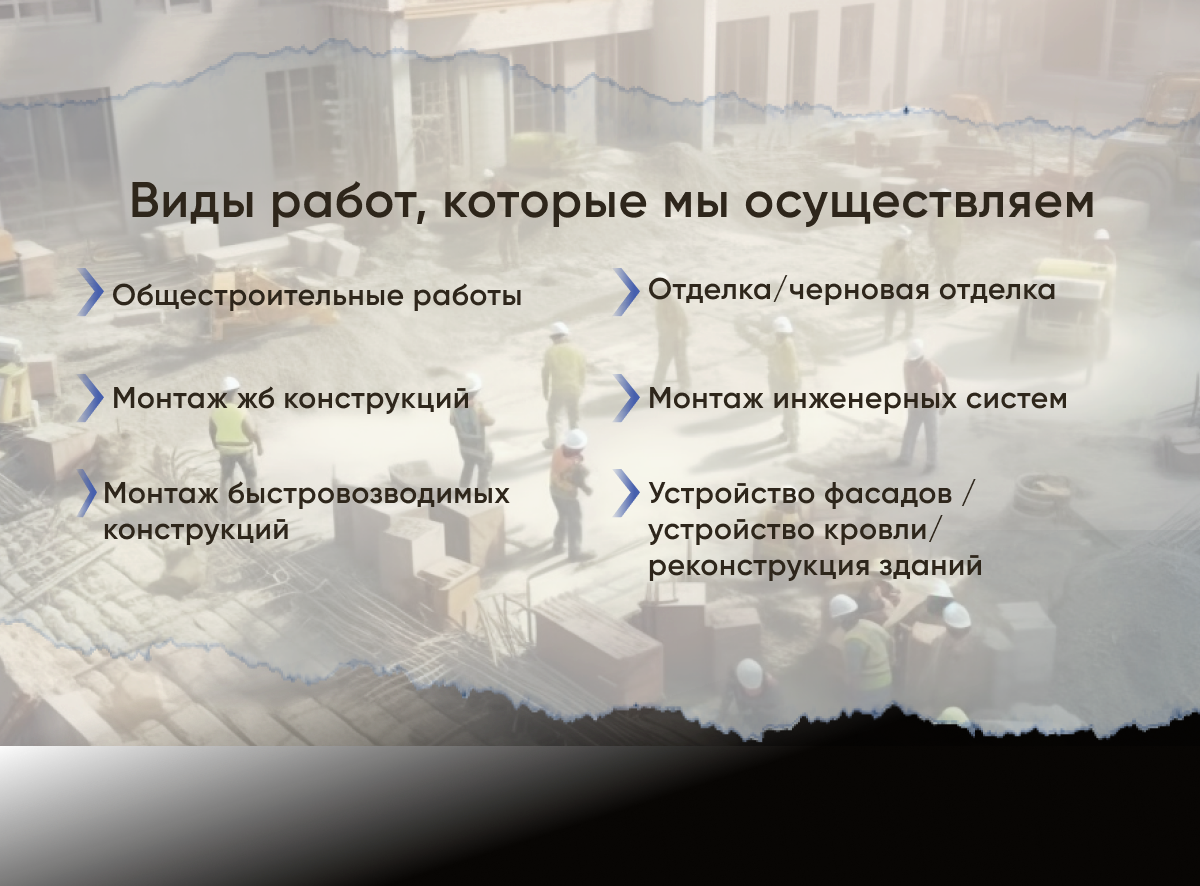 Виды работ, которые мы осуществляем
Общестроительные работы
Монтаж жб конструкций
Монтаж быстровозводимых
конструкций
Отделка/черновая отделка
Монтаж инженерных систем
Устройство фасадов /
устройство кровли/
реконструкция зданий